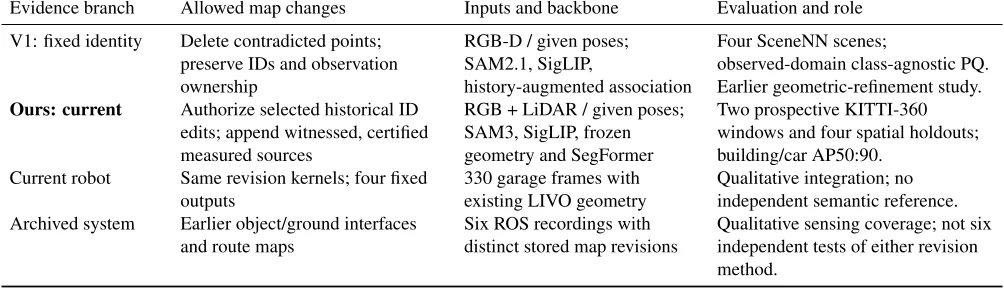 Evidence branch Allowed map changes Inputs and backbone Evaluation and role
V1: fixed identity Delete contradicted points; RGB-D / given poses; Four SceneNN scenes;
preserve IDs and observation SAM2.1, SigLIP, observed-domain class-agnostic PQ.
ownership history-augmented association Earlier geometric-refinement study.
Ours: current Authorize selected historical ID RGB + LiDAR / given poses; Two prospective KITTI-360
edits; append witnessed, certified SAM3, SigLIP, frozen windows and four spatial holdouts;
measured sources geometry and SegFormer building/car AP50:90.
Current robot Same revision kernels; four fixed 330 garage frames with Qualitative integration; no
outputs existing LIVO geometry independent semantic reference.
Archived system Earlier object/ground interfaces Six ROS recordings with Qualitative sensing coverage; not six
and route maps distinct stored map revisions independent tests of either revision
method.